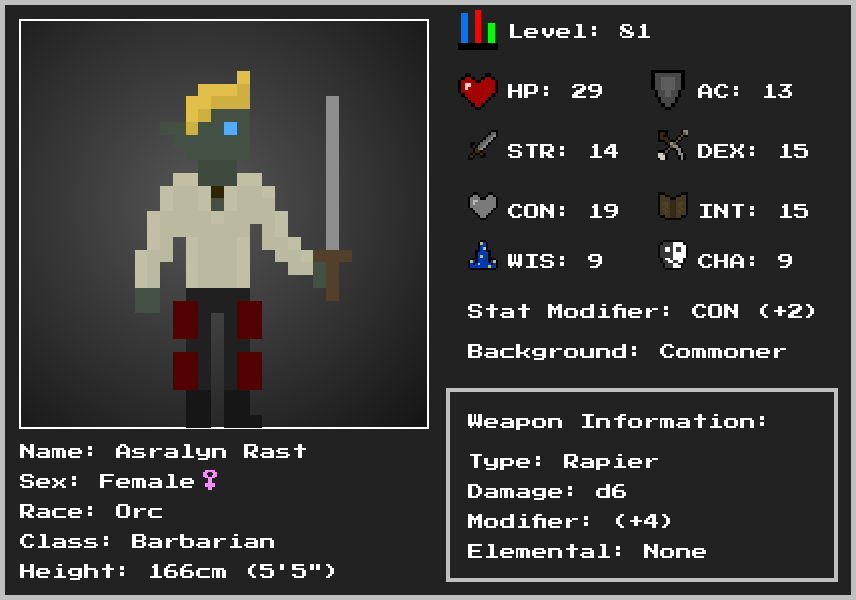 Level: 81
HP: 29 AC: 13
STR: 14 DEX: 15
CON: 19 INT: 15
WIS: 9 CHA: 9
Stat Modifier: CON (+2)
Background: Commoner
Weapon Information:
Type: Rapier
Damage: d6
Modifier: (+4)
Elemental: None
Name: Asralyn Rast
Sex: Female♀
Race: Orc
Class: Barbarian
Height: 166cm (5'5")